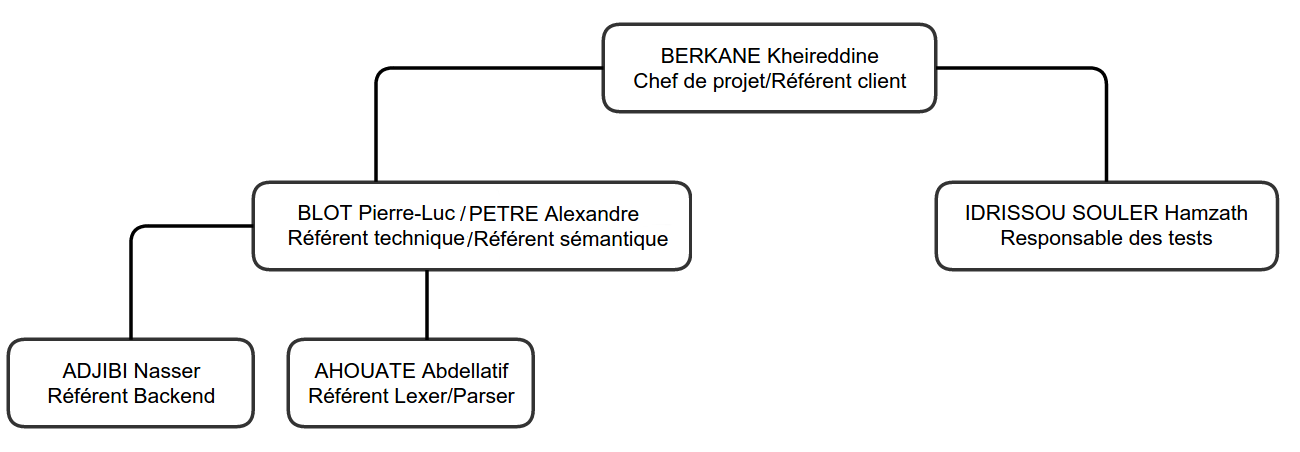 BERKANE Kheireddine
Chef de projet/Référent client
BLOT Pierre-Luc/PETRE Alexandre
Référent technique/Référent sémantique
IDRISSOU SOULER Hamzath
Responsable des tests
ADJIBI Nasser
Référent Backend
AHOUATE Abdellatif
Référent Lexer/Parser